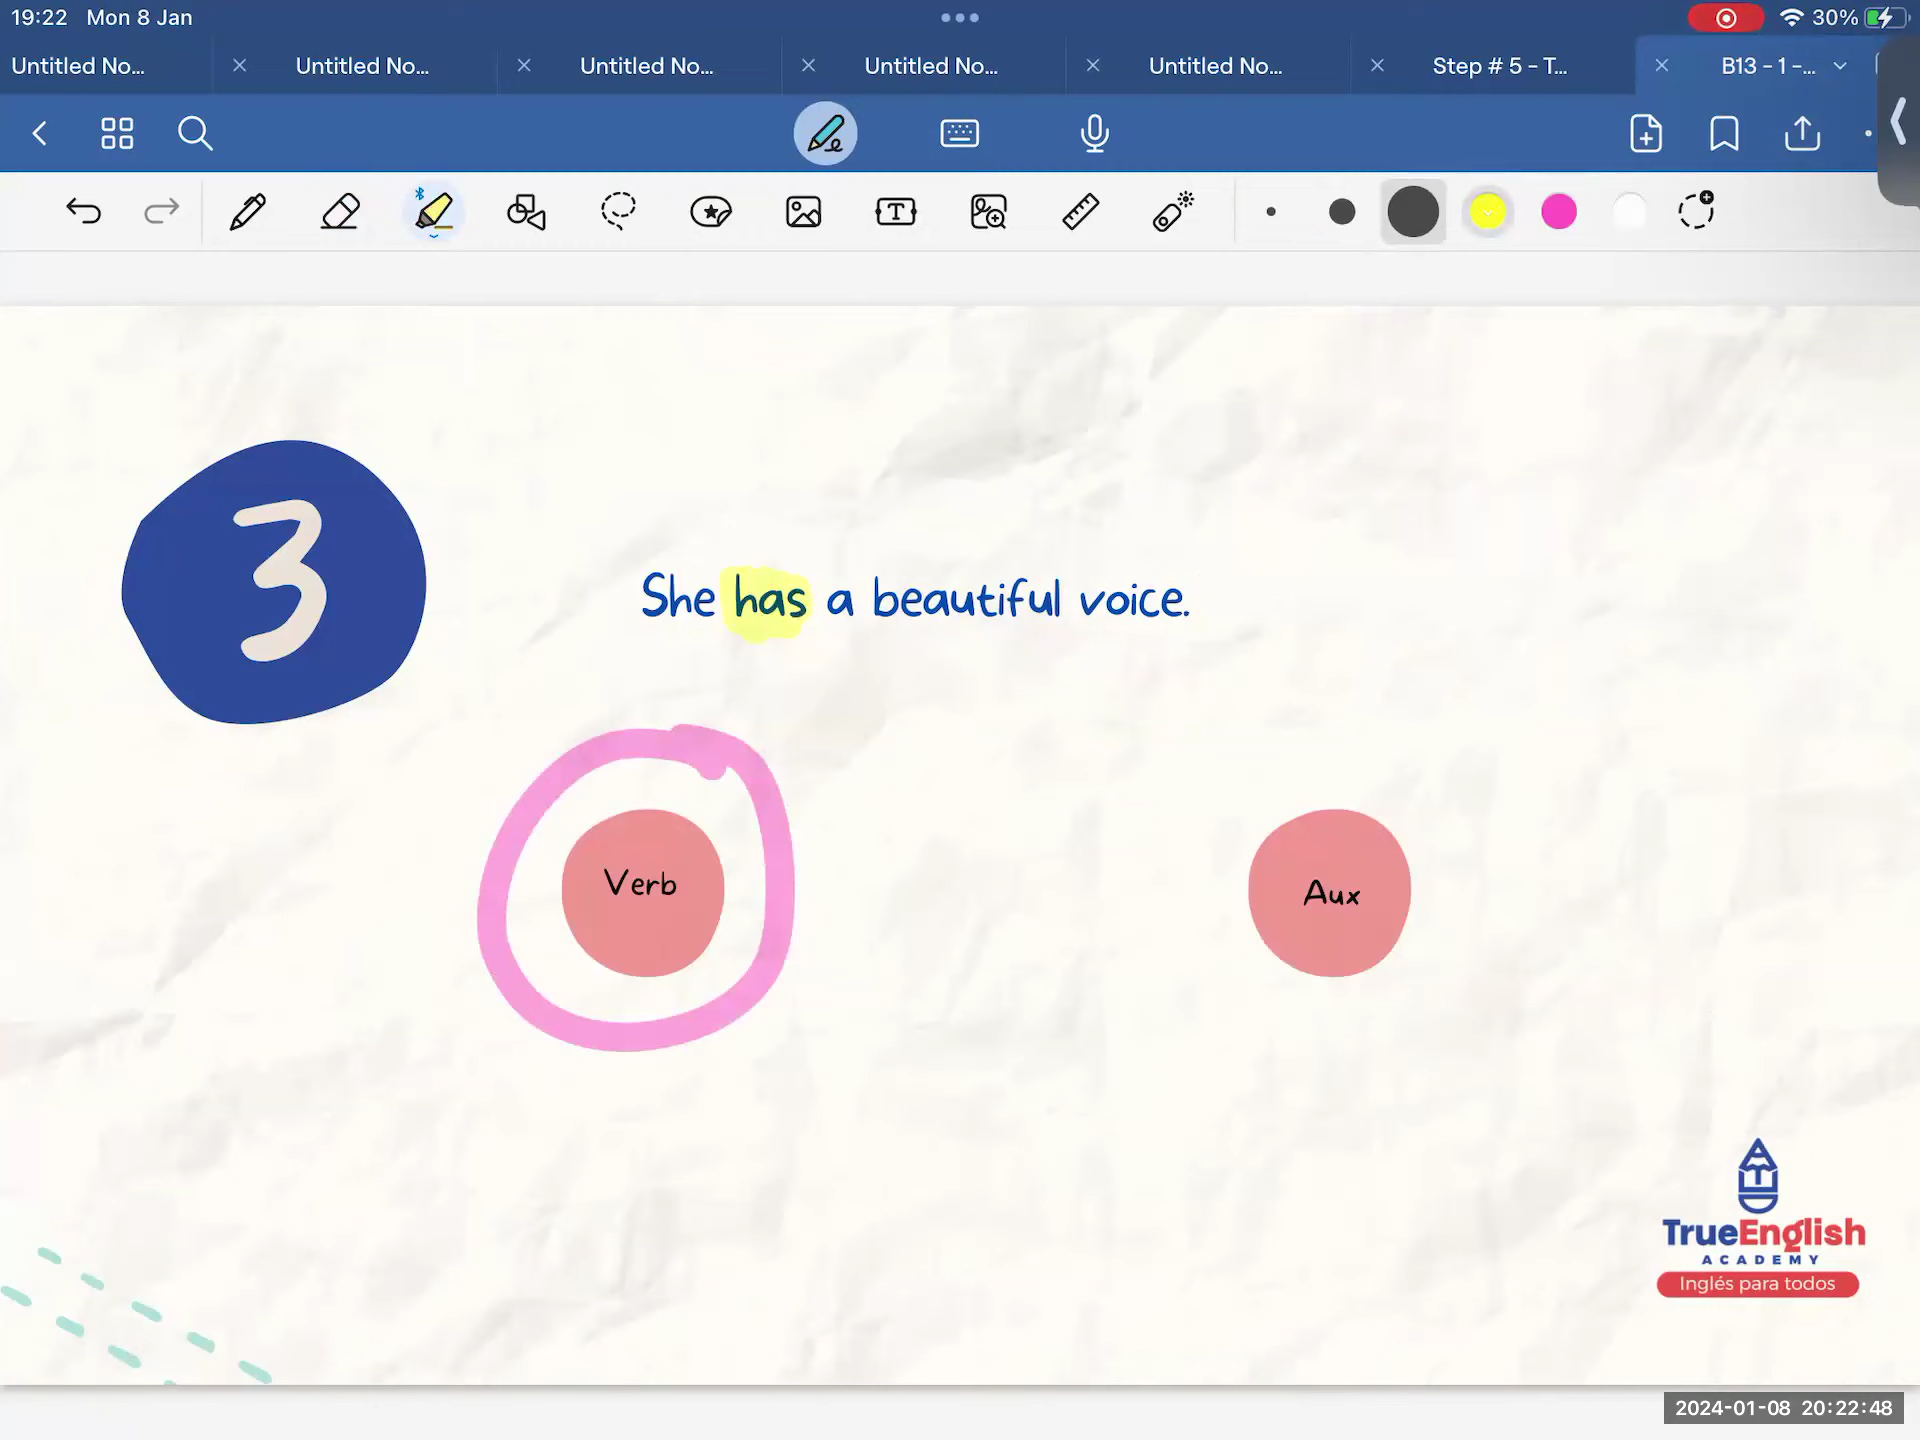 19:22 Mon 8 Jan
30%
Untitled No... Untitled No... Untitled No... Untitled No... Untitled No... Step # 5 - T... B13 - 1 -...
3
She has a beautiful voice.
Verb
Aux
TrueEnglish
ACADEMY
Inglés para todos
2024-01-08 20:22:48